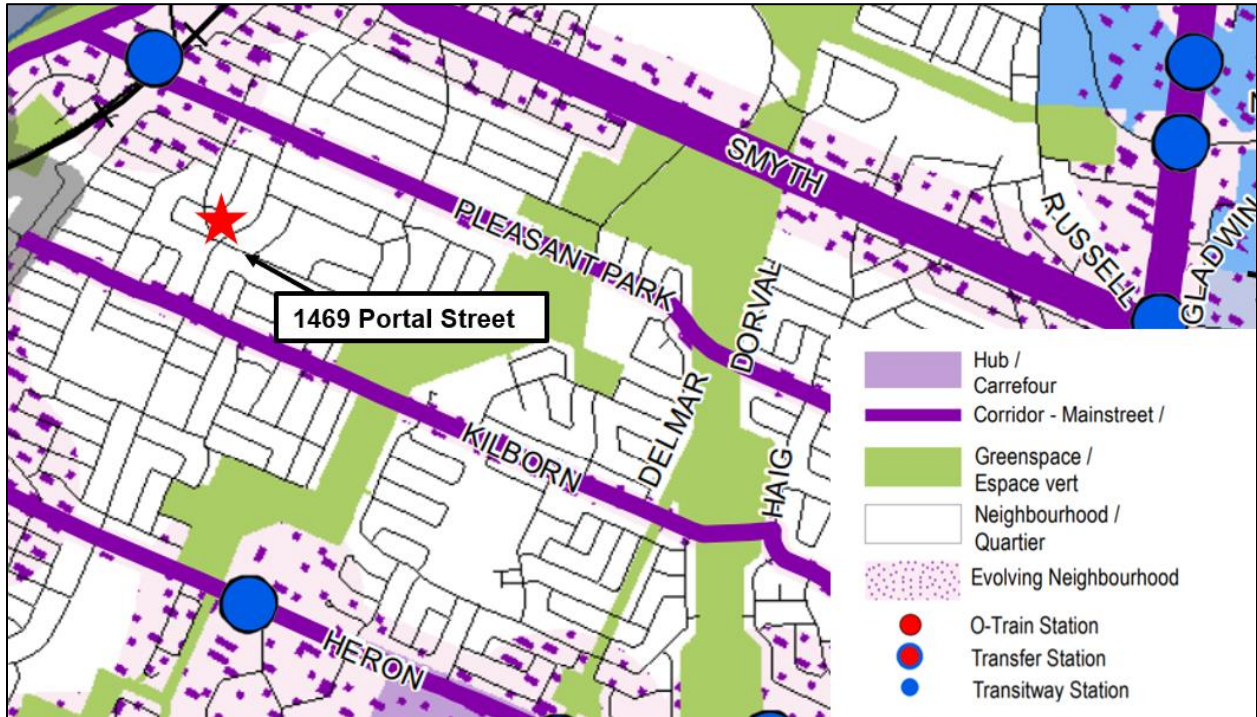 SMYTH
PLEASANT PARK
RUSSELL
GLADWIN
1469 Portal Street
DORVAL
DELMAR
KILBORN
HAIG
HERON
Hub /
Carrefour
Corridor - Mainstreet /
Greenspace /
Espace vert
Neighbourhood /
Quartier
Evolving Neighbourhood
O-Train Station
Transfer Station
Transitway Station